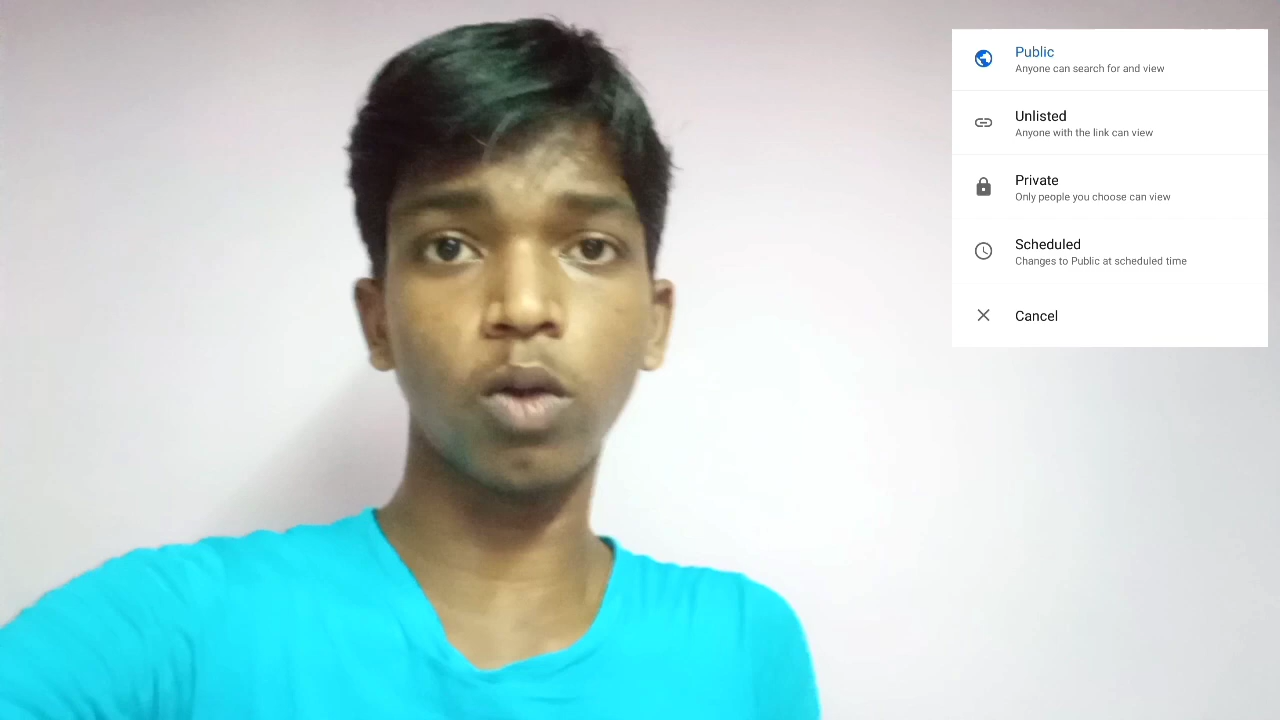 Public
Anyone can search for and view
Unlisted
Anyone with the link can view
Private
Only people you choose can view
Scheduled
Changes to Public at scheduled time
Cancel